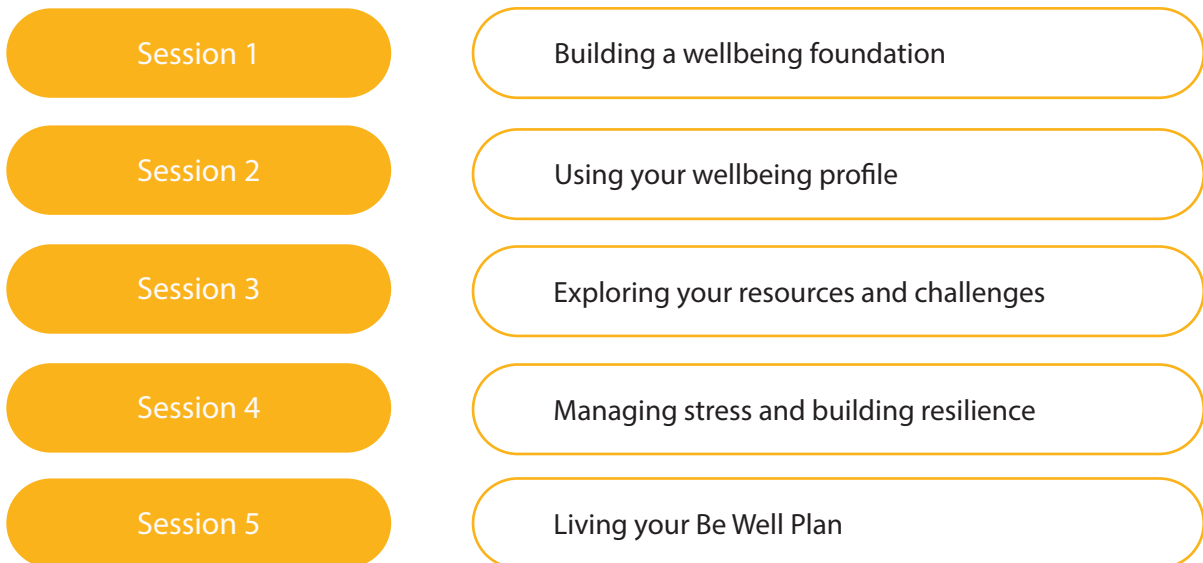 Session 1
Building a wellbeing foundation
Session 2
Using your wellbeing profile
Session 3
Exploring your resources and challenges
Session 4
Managing stress and building resilience
Session 5
Living your Be Well Plan